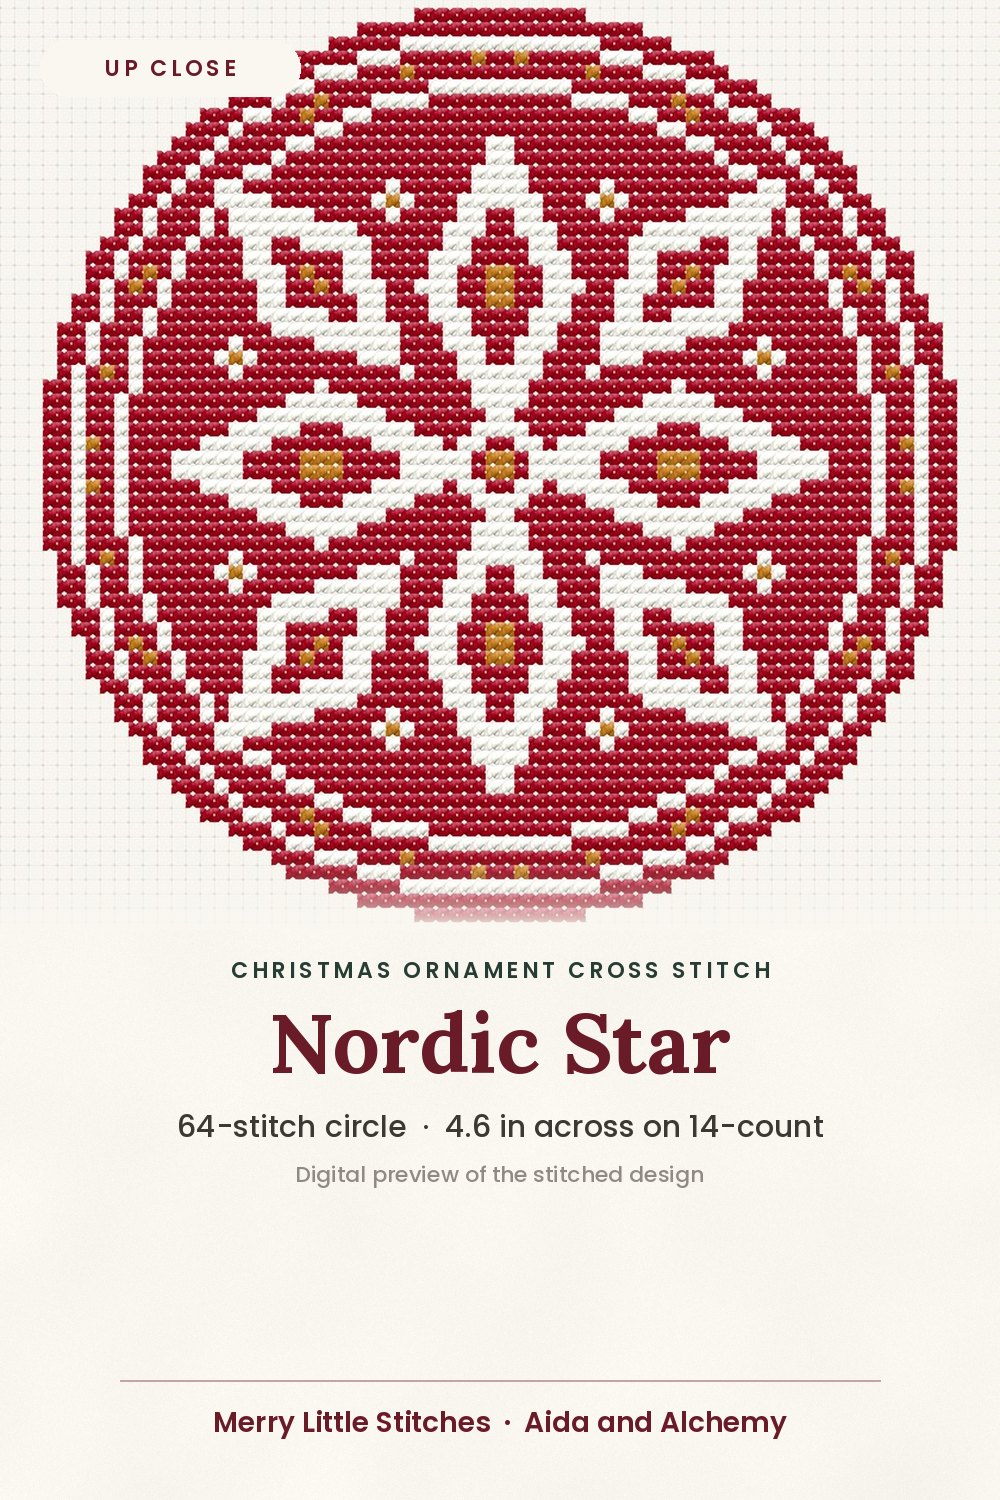 UP CLOSE
CHRISTMAS ORNAMENT CROSS STITCH
Nordic Star
64-stitch circle · 4.6 in across on 14-count
Digital preview of the stitched design
Merry Little Stitches · Aida and Alchemy